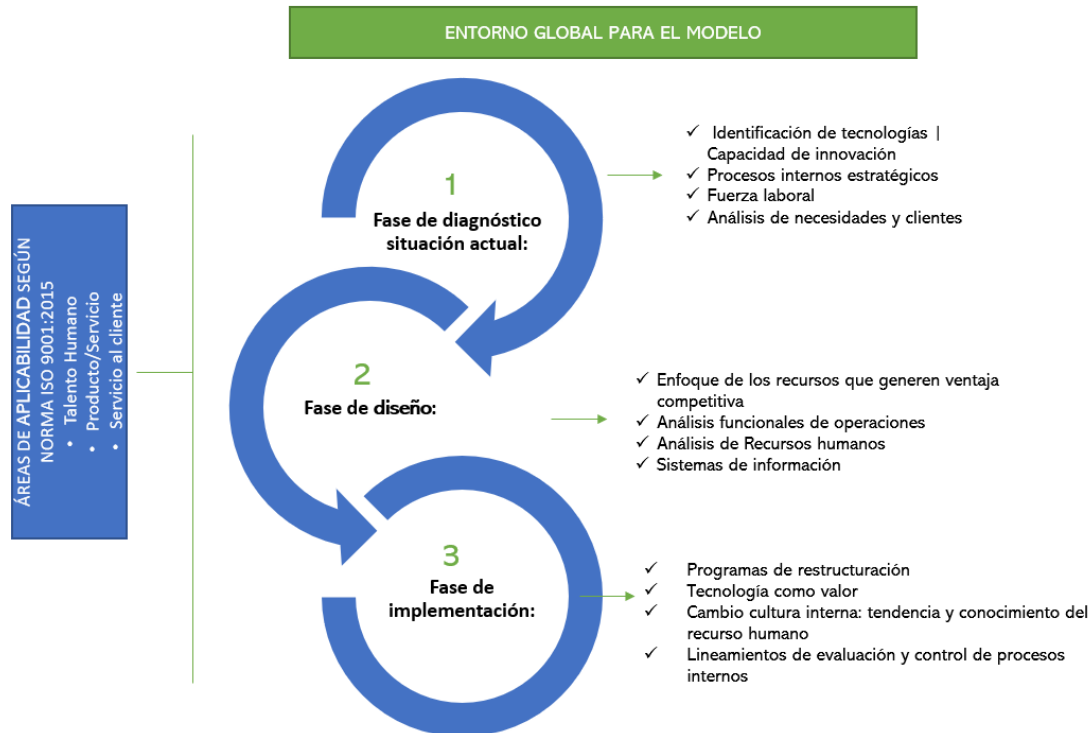 ENTORNO GLOBAL PARA EL MODELO
ÁREAS DE APLICABILIDAD SEGÚN
NORMA ISO 9001:2015
• Talento Humano
• Producto/Servicio
• Servicio al cliente
1
Fase de diagnóstico
situación actual:
✓ Identificación de tecnologías |
Capacidad de innovación
✓ Procesos internos estratégicos
✓ Fuerza laboral
✓ Análisis de necesidades y clientes
2
Fase de diseño:
✓ Enfoque de los recursos que generen ventaja
competitiva
✓ Análisis funcionales de operaciones
✓ Análisis de Recursos humanos
✓ Sistemas de información
3
Fase de
implementación:
✓ Programas de restructuración
✓ Tecnología como valor
✓ Cambio cultura interna: tendencia y conocimiento del
recurso humano
✓ Lineamientos de evaluación y control de procesos
internos